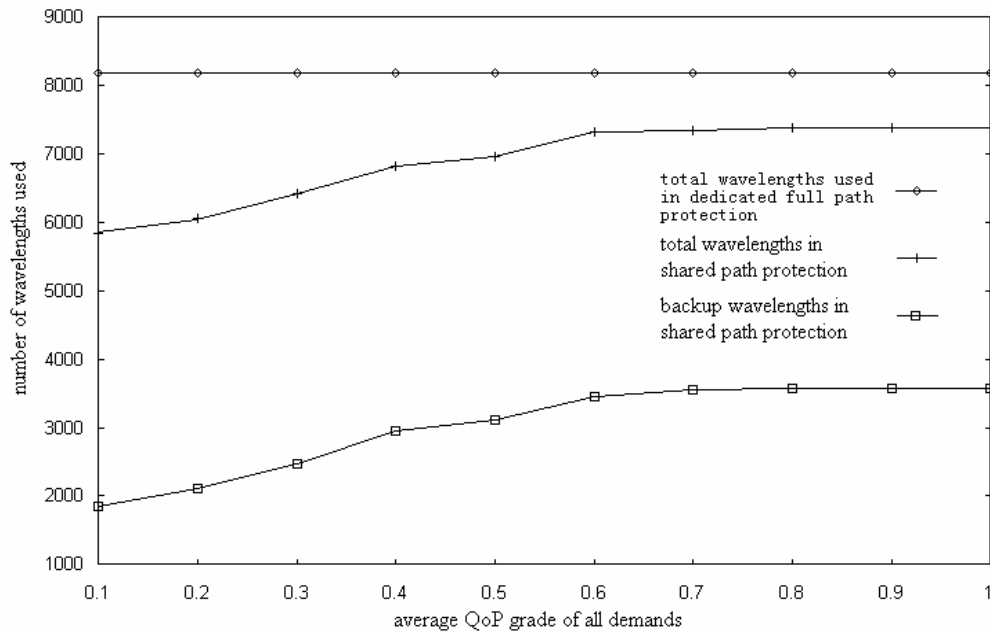 9000
8000
7000
6000
5000
4000
3000
2000
1000
number of wavelengths used
total wavelengths used
in dedicated full path
protection
total wavelengths in
shared path protection
backup wavelengths in
shared path protection
0.1 0.2 0.3 0.4 0.5 0.6 0.7 0.8 0.9 1
average QoP grade of all demands